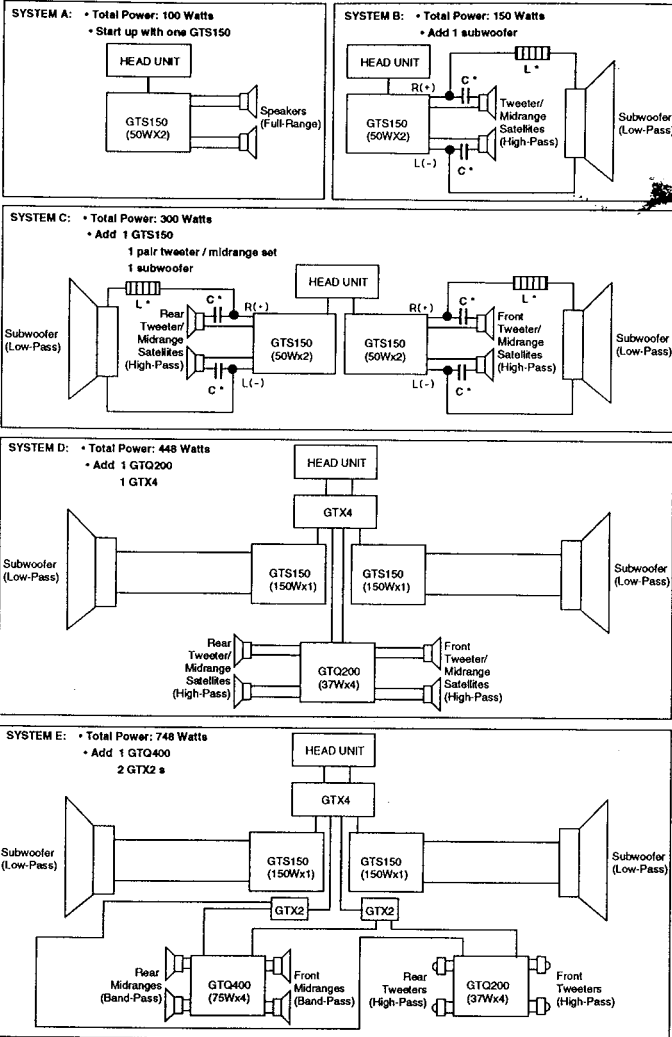 SYSTEM A: • Total Power: 100 Watts
• Start up with one GTS150
HEAD UNIT
GTS150
(50WX2)
Speakers
(Full-Range)
SYSTEM B: • Total Power: 150 Watts
• Add 1 subwoofer
HEAD UNIT
L*
R(+)
C*
GTS150
(50WX2)
Tweeter/
Midrange
Satellites
(High-Pass)
L(-)
C*
Subwoofer
(Low-Pass)
SYSTEM C: • Total Power: 300 Watts
• Add 1 GTS150
1 pair tweeter / midrange set
1 subwoofer
HEAD UNIT
L*
C*
R(+)
Subwoofer
(Low-Pass)
Rear
Tweeter/
Midrange
Satellites
(High-Pass)
GTS150
(50Wx2)
C*
L(-)
L*
R(+)
C*
GTS150
(50Wx2)
Front
Tweeter/
Midrange
Satellites
(High-Pass)
L(-)
C*
Subwoofer
(Low-Pass)
SYSTEM D: • Total Power: 448 Watts
• Add 1 GTQ200
1 GTX4
HEAD UNIT
GTX4
Subwoofer
(Low-Pass)
GTS150
(150Wx1)
GTS150
(150Wx1)
Subwoofer
(Low-Pass)
Rear
Tweeter/
Midrange
Satellites
(High-Pass)
GTQ200
(37Wx4)
Front
Tweeter/
Midrange
Satellites
(High-Pass)
SYSTEM E: • Total Power: 748 Watts
• Add 1 GTQ400
2 GTX2 s
HEAD UNIT
GTX4
Subwoofer
(Low-Pass)
GTS150
(150Wx1)
GTS150
(150Wx1)
Subwoofer
(Low-Pass)
GTX2
GTX2
Rear
Midranges
(Band-Pass)
GTQ400
(75Wx4)
Front
Midranges
(Band-Pass)
Rear
Tweeters
(High-Pass)
GTQ200
(37Wx4)
Front
Tweeters
(High-Pass)